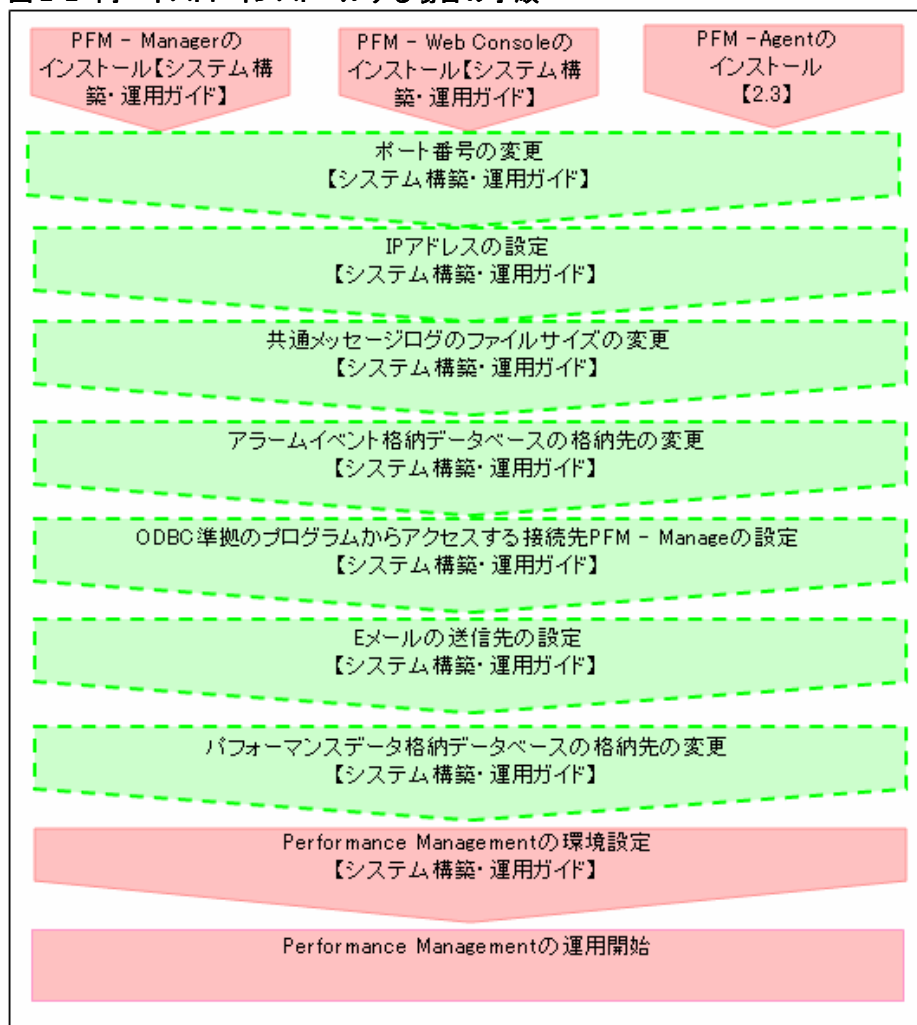 PFM - Managerの
インストール【システム構
築・運用ガイド】
PFM - Web Consoleの
インストール【システム構
築・運用ガイド】
PFM -Agentの
インストール
【2.3】
ポート番号の変更
【システム構築・運用ガイド】
IPアドレスの設定
【システム構築・運用ガイド】
共通メッセージログのファイルサイズの変更
【システム構築・運用ガイド】
アラームイベント格納データベースの格納先の変更
【システム構築・運用ガイド】
ODBC準拠のプログラムからアクセスする接続先PFM - Manageの設定
【システム構築・運用ガイド】
Eメールの送信先の設定
【システム構築・運用ガイド】
パフォーマンスデータ格納データベースの格納先の変更
【システム構築・運用ガイド】
Performance Managementの環境設定
【システム構築・運用ガイド】
Performance Managementの運用開始